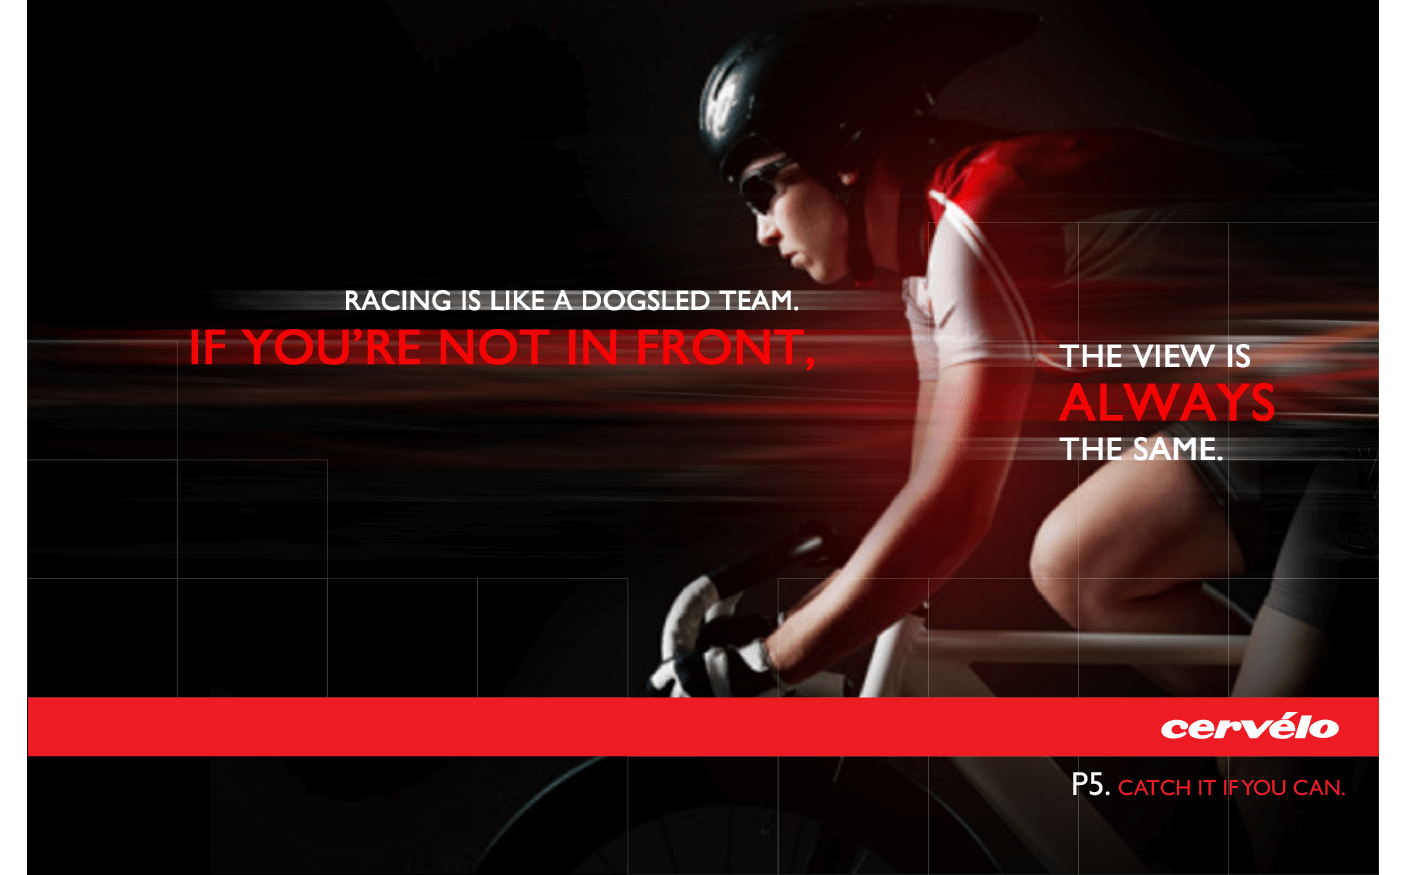 RACING IS LIKE A DOGSLED TEAM.
IF YOU'RE NOT IN FRONT,
THE VIEW IS
ALWAYS
THE SAME.
cervélo
P5. CATCH IT IF YOU CAN.